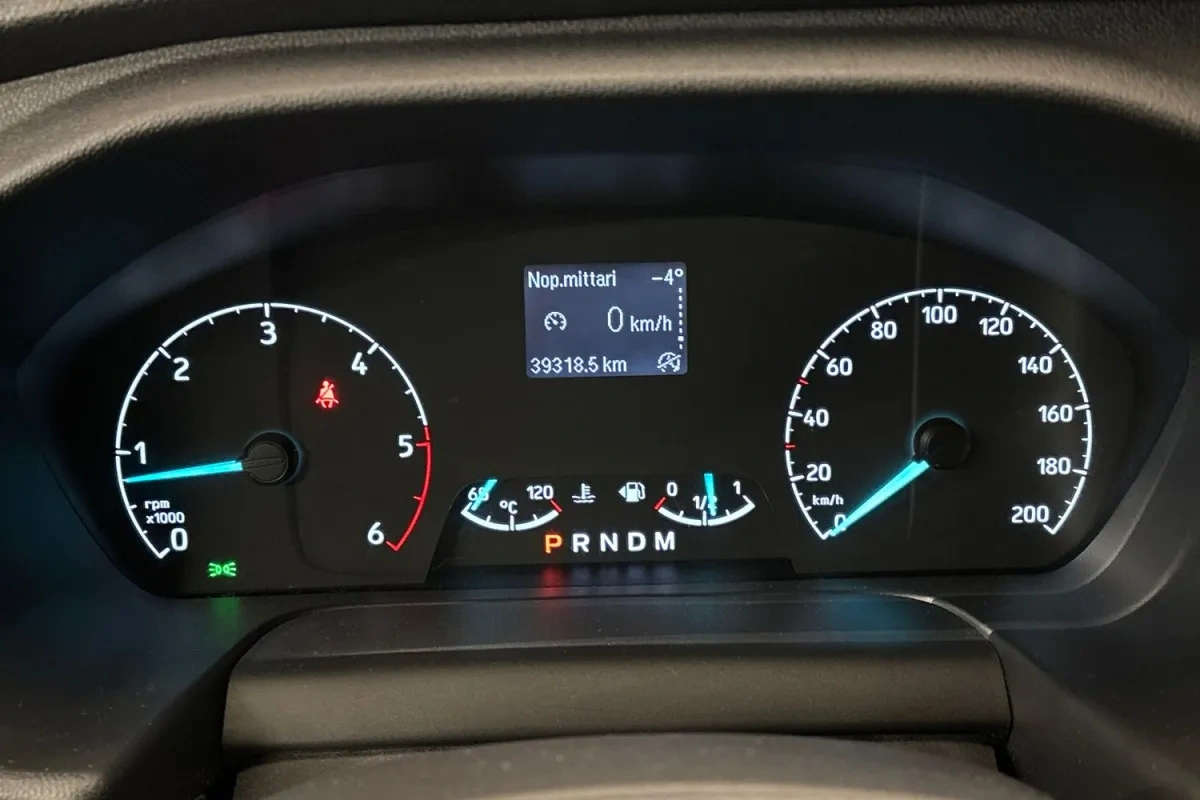 Nop.mittari -4°
0 km/h
39318.5 km
0 1 2 3 4 5 6
rpm
x1000
60 °C 120
0 1/2 1
P R N D M
0 20 40 60 80 100 120 140 160 180 200
km/h